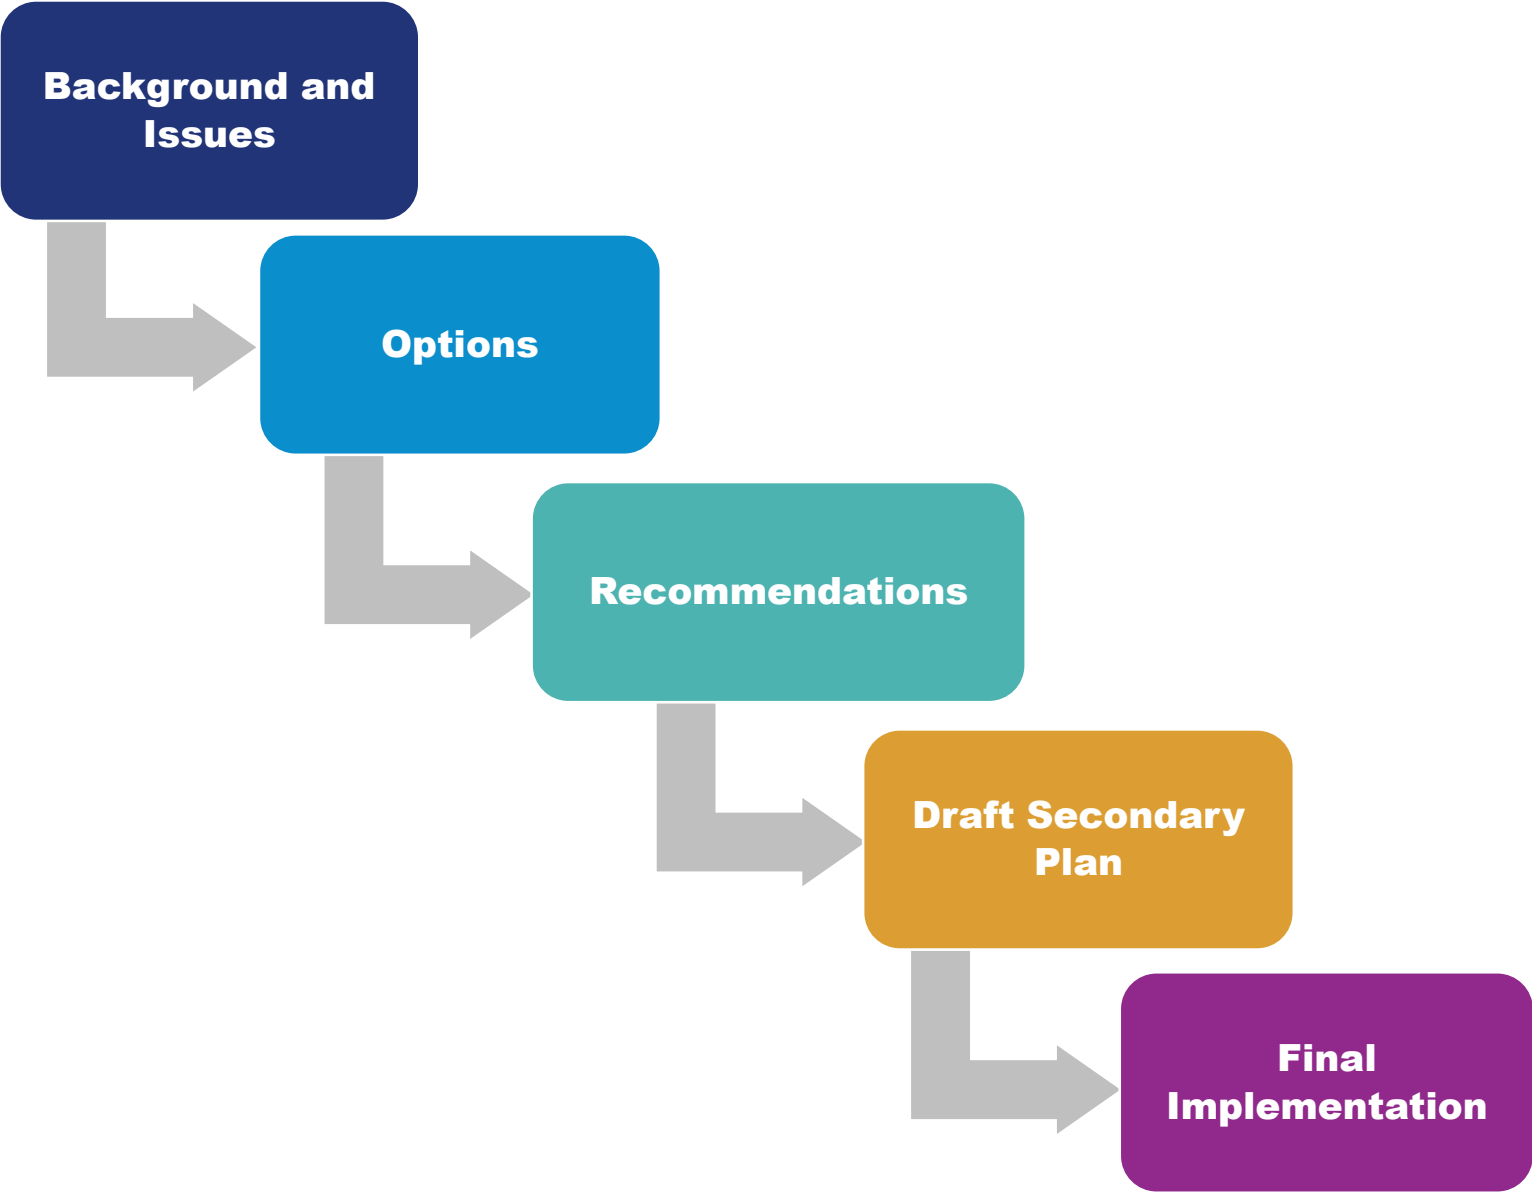 Background and
Issues
Options
Recommendations
Draft Secondary
Plan
Final
Implementation